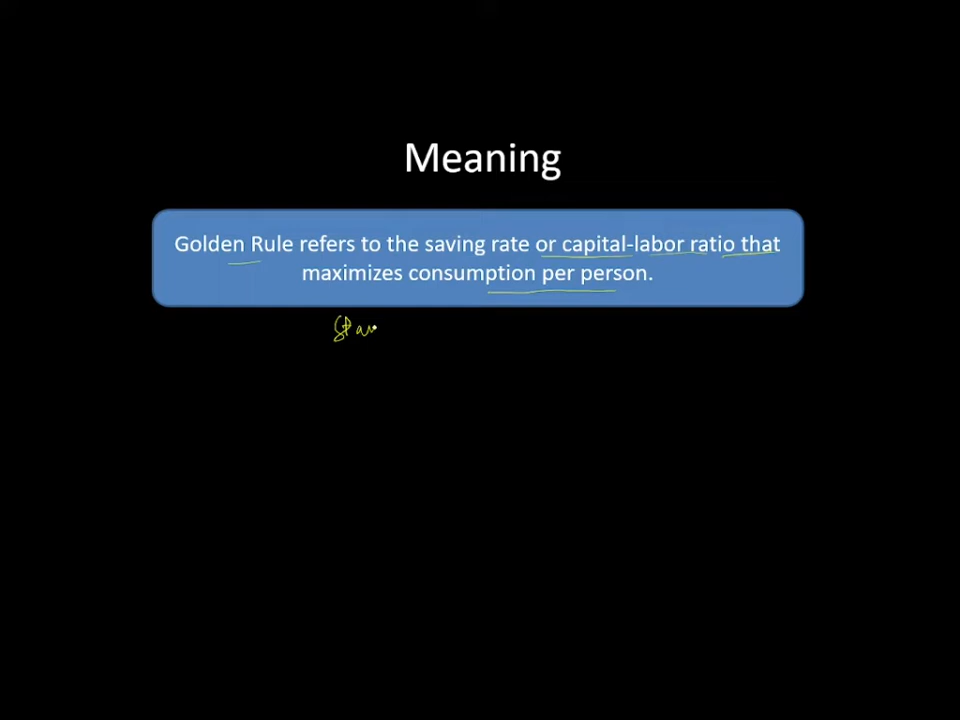 Meaning
Golden Rule refers to the saving rate or capital-labor ratio that
maximizes consumption per person.